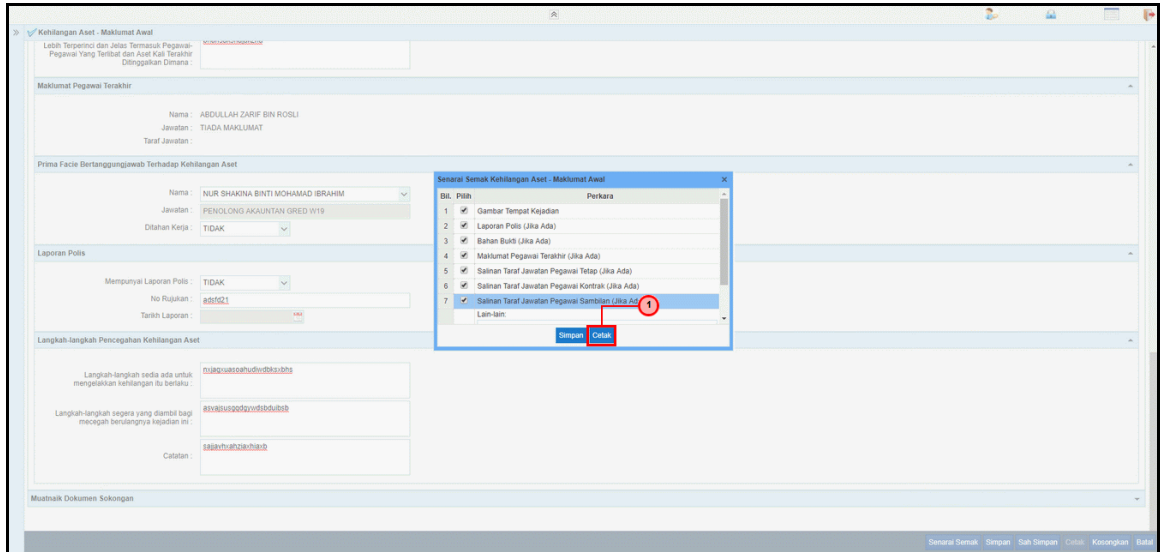 Kehilangan Aset - Maklumat Awal
Lebih Terperinci dan Jelas Termasuk Pegawai-
Pegawai Yang Terlibat dan Aset Kali Terakhir
Ditinggalkan Dimana :
Maklumat Pegawai Terakhir
Nama : ABDULLAH ZARIF BIN ROSLI
Jawatan : TIADA MAKLUMAT
Taraf Jawatan :
Prima Facie Bertanggungjawab Terhadap Kehilangan Aset
Nama : NUR SHAKINA BINTI MOHAMAD IBRAHIM
Jawatan : PENOLONG AKAUNTAN GRED W19
Ditahan Kerja : TIDAK
Laporan Polis
Mempunyai Laporan Polis : TIDAK
No Rujukan : adsfd21
Tarikh Laporan :
Langkah-langkah Pencegahan Kehilangan Aset
Langkah-langkah sedia ada untuk
mengelakkan kehilangan itu berlaku :
nxjagxuasoahudiwdbksxbhs
Langkah-langkah segera yang diambil bagi
mecegah berulangnya kejadian ini :
Catatan :
Muatnaik Dokumen Sokongan
Senarai Semak Kehilangan Aset - Maklumat Awal
Bil. Pilih Perkara
1 Gambar Tempat Kejadian
2 Laporan Polis (Jika Ada)
3 Bahan Bukti (Jika Ada)
4 Maklumat Pegawai Terakhir (Jika Ada)
5 Salinan Taraf Jawatan Pegawai Tetap (Jika Ada)
6 Salinan Taraf Jawatan Pegawai Kontrak (Jika Ada)
7 Salinan Taraf Jawatan Pegawai Sambilan (Jika Ad
1
Lain-lain:
Simpan Cetak
Senarai Semak Simpan Sah Simpan Cetak Kosongkan Batal